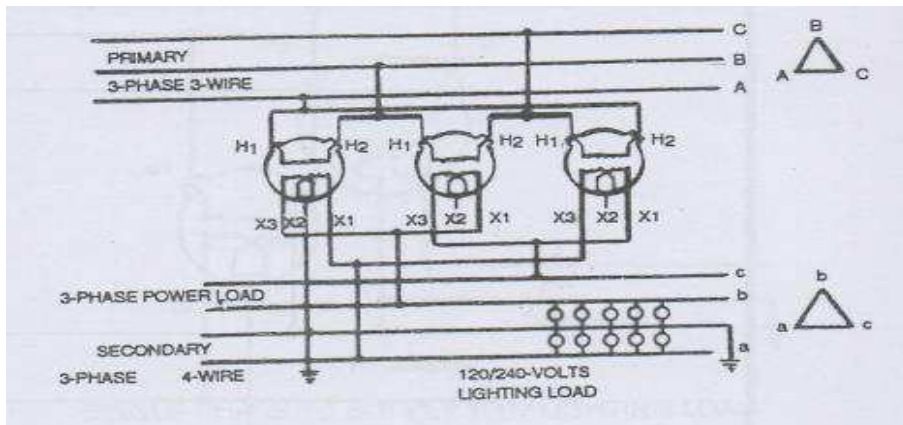 C
B
PRIMARY
B
3-PHASE 3-WIRE
A
A C
H1 H2 H1 H2 H1 H2
X3 X2 X1 X3 X2 X1 X3 X2 X1
c
b
3-PHASE POWER LOAD
b
a c
SECONDARY
a
3-PHASE 4-WIRE
120/240-VOLTS
LIGHTING LOAD